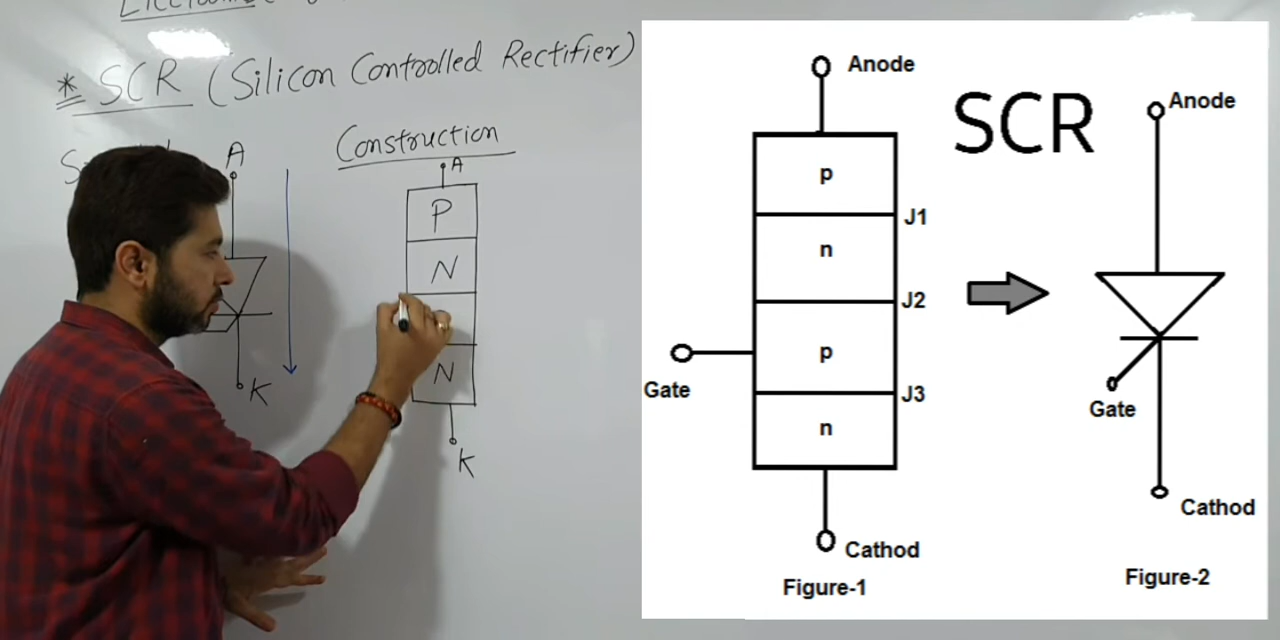 * SCR (Silicon Controlled Rectifier)
Construction
A
K
A
P
N
N
K
SCR
Anode
p
J1
n
J2
p
J3
n
Gate
Cathod
Figure-1
Anode
Gate
Cathod
Figure-2